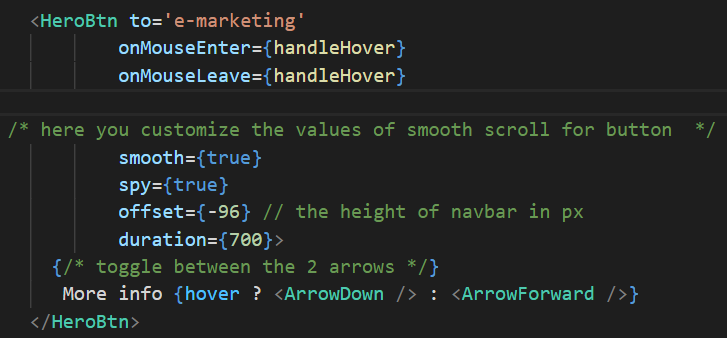 <HeroBtn to='e-marketing'
onMouseEnter={handleHover}
onMouseLeave={handleHover}
/* here you customize the values of smooth scroll for button  */
smooth={true}
spy={true}
offset={-96} // the height of navbar in px
duration={700}>
{/* toggle between the 2 arrows */}
More info {hover ? <ArrowDown /> : <ArrowForward />}
</HeroBtn>